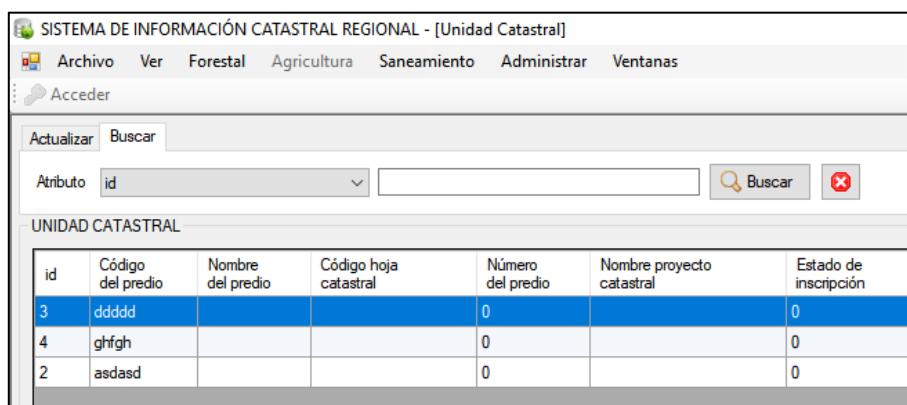 SISTEMA DE INFORMACIÓN CATASTRAL REGIONAL - [Unidad Catastral]
Archivo Ver Forestal Agricultura Saneamiento Administrar Ventanas
Acceder
Actualizar Buscar
Atributo id Buscar
UNIDAD CATASTRAL
id Código del predio Nombre del predio Código hoja catastral Número del predio Nombre proyecto catastral Estado de inscripción
3 ddddd 0 0
4 ghfgh 0 0
2 asdasd 0 0